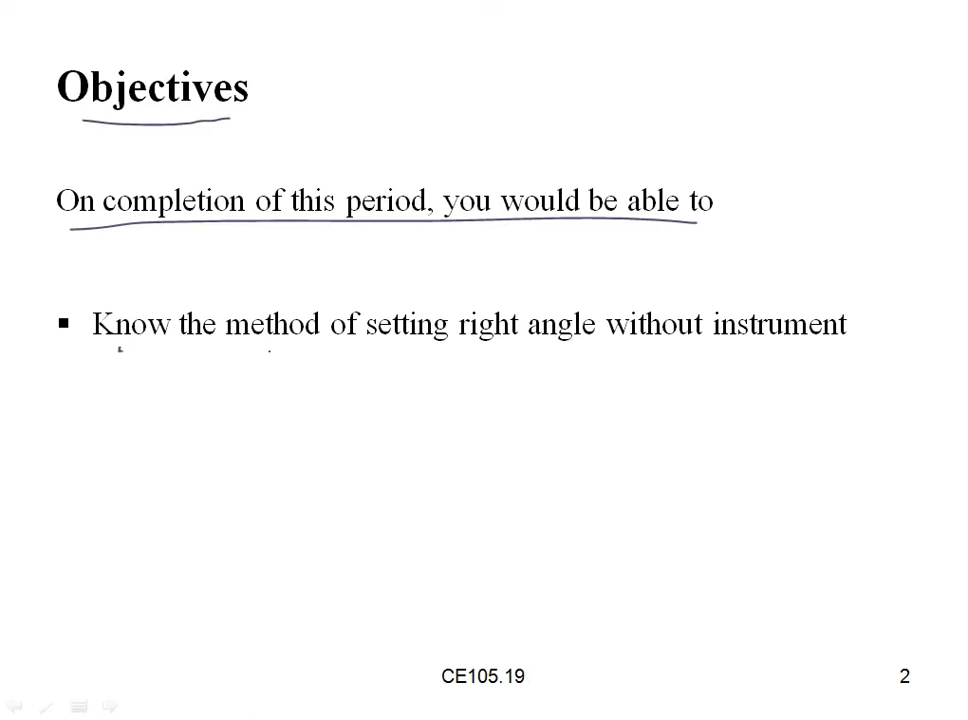 Objectives
On completion of this period, you would be able to
▪ Know the method of setting right angle without instrument
CE105.19
2